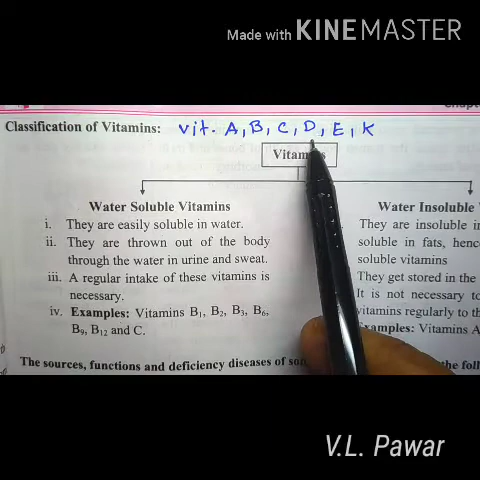 Made with KINEMASTER
Chapt
Classification of Vitamins: vit. A, B, C, D, E, K
Vitamins
Water Soluble Vitamins
i. They are easily soluble in water.
ii. They are thrown out of the body
through the water in urine and sweat.
iii. A regular intake of these vitamins is
necessary.
iv. Examples: Vitamins B₁, B₂, B₃, B₆,
B₉, B₁₂ and C.
Water Insoluble V
They are insoluble in
soluble in fats, henc
soluble vitamins
They get stored in the
It is not necessary to
vitamins regularly to th
Examples: Vitamins A
The sources, functions and deficiency diseases of so the foll
V.L. Pawar